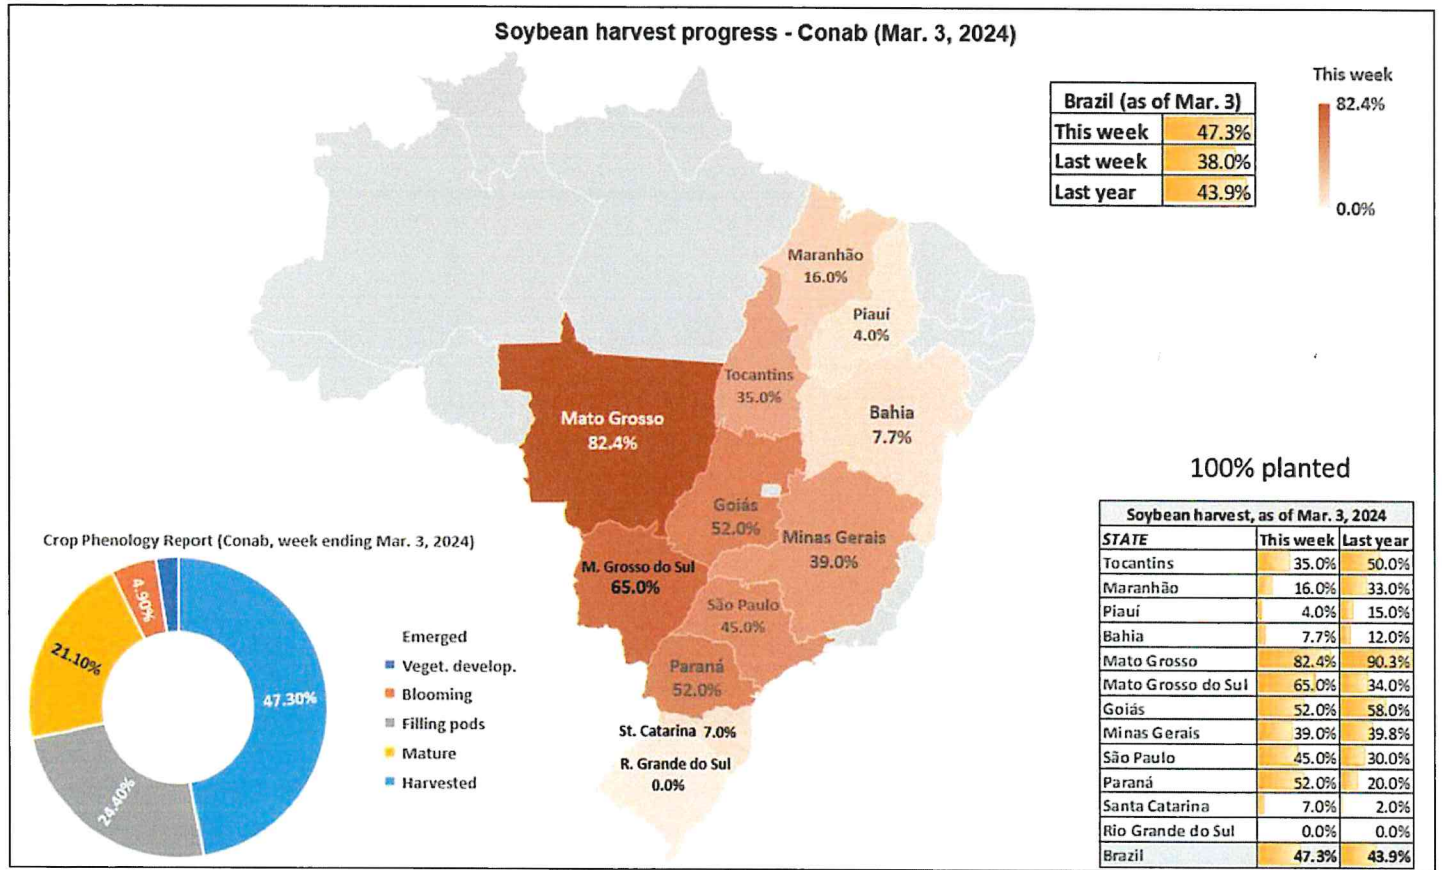 Soybean harvest progress - Conab (Mar. 3, 2024)
This week
82.4%
0.0%
Brazil (as of Mar. 3)
This week 47.3%
Last week 38.0%
Last year 43.9%
Maranhão
16.0%
Piauí
4.0%
Tocantins
35.0%
Bahia
7.7%
Mato Grosso
82.4%
Goiás
52.0%
Minas Gerais
39.0%
M. Grosso do Sul
65.0%
São Paulo
45.0%
Paraná
52.0%
St. Catarina 7.0%
R. Grande do Sul
0.0%
Crop Phenology Report (Conab, week ending Mar. 3, 2024)
4.90%
21.10%
47.30%
24.40%
Emerged
Veget. develop.
Blooming
Filling pods
Mature
Harvested
100% planted
Soybean harvest, as of Mar. 3, 2024
STATE This week Last year
Tocantins 35.0% 50.0%
Maranhão 16.0% 33.0%
Piauí 4.0% 15.0%
Bahia 7.7% 12.0%
Mato Grosso 82.4% 90.3%
Mato Grosso do Sul 65.0% 34.0%
Goiás 52.0% 58.0%
Minas Gerais 39.0% 39.8%
São Paulo 45.0% 30.0%
Paraná 52.0% 20.0%
Santa Catarina 7.0% 2.0%
Rio Grande do Sul 0.0% 0.0%
Brazil 47.3% 43.9%